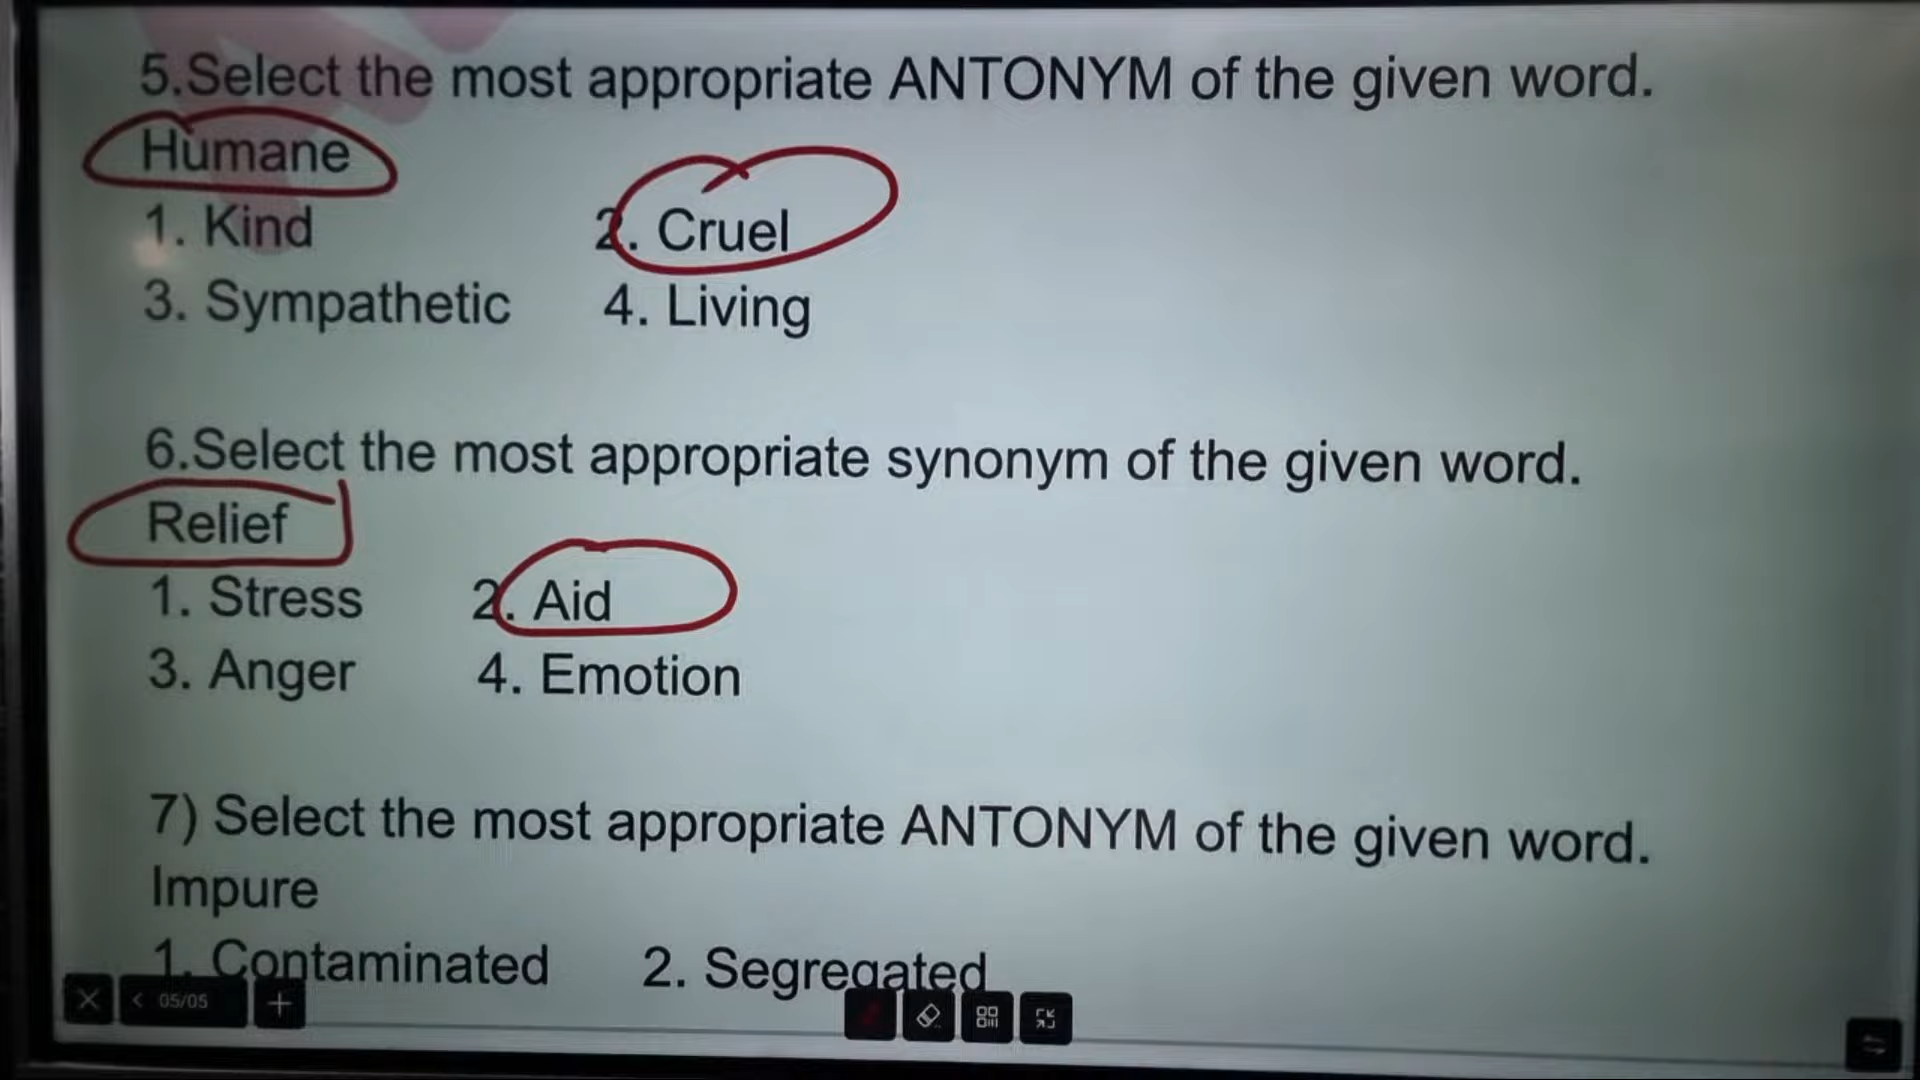 5.Select the most appropriate ANTONYM of the given word.
Humane
1. Kind 2. Cruel
3. Sympathetic 4. Living
6.Select the most appropriate synonym of the given word.
Relief
1. Stress 2. Aid
3. Anger 4. Emotion
7) Select the most appropriate ANTONYM of the given word.
Impure
1. Contaminated 2. Segregated
< 05/05 +